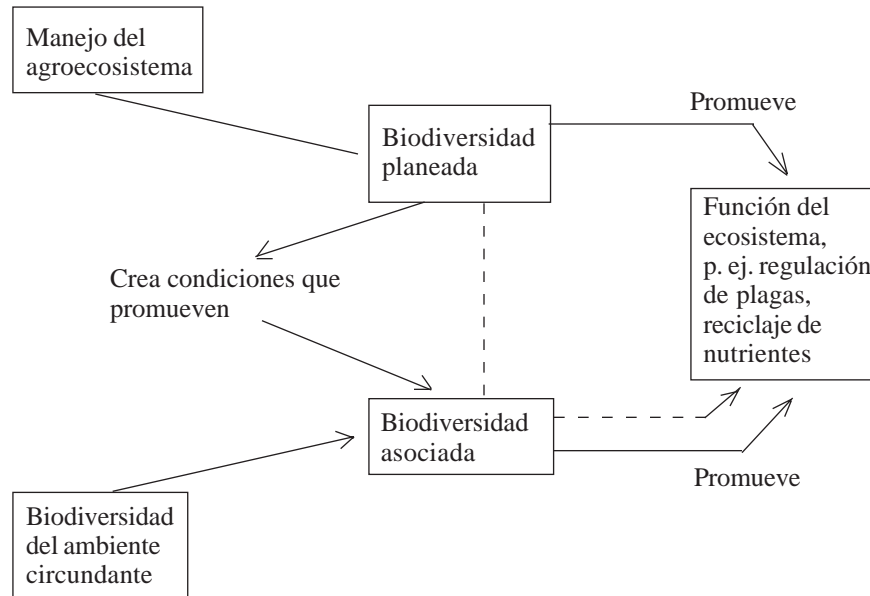 Manejo del
agroecosistema
Promueve
Biodiversidad
planeada
Función del
ecosistema,
p. ej. regulación
de plagas,
reciclaje de
nutrientes
Crea condiciones que
promueven
Biodiversidad
asociada
Promueve
Biodiversidad
del ambiente
circundante